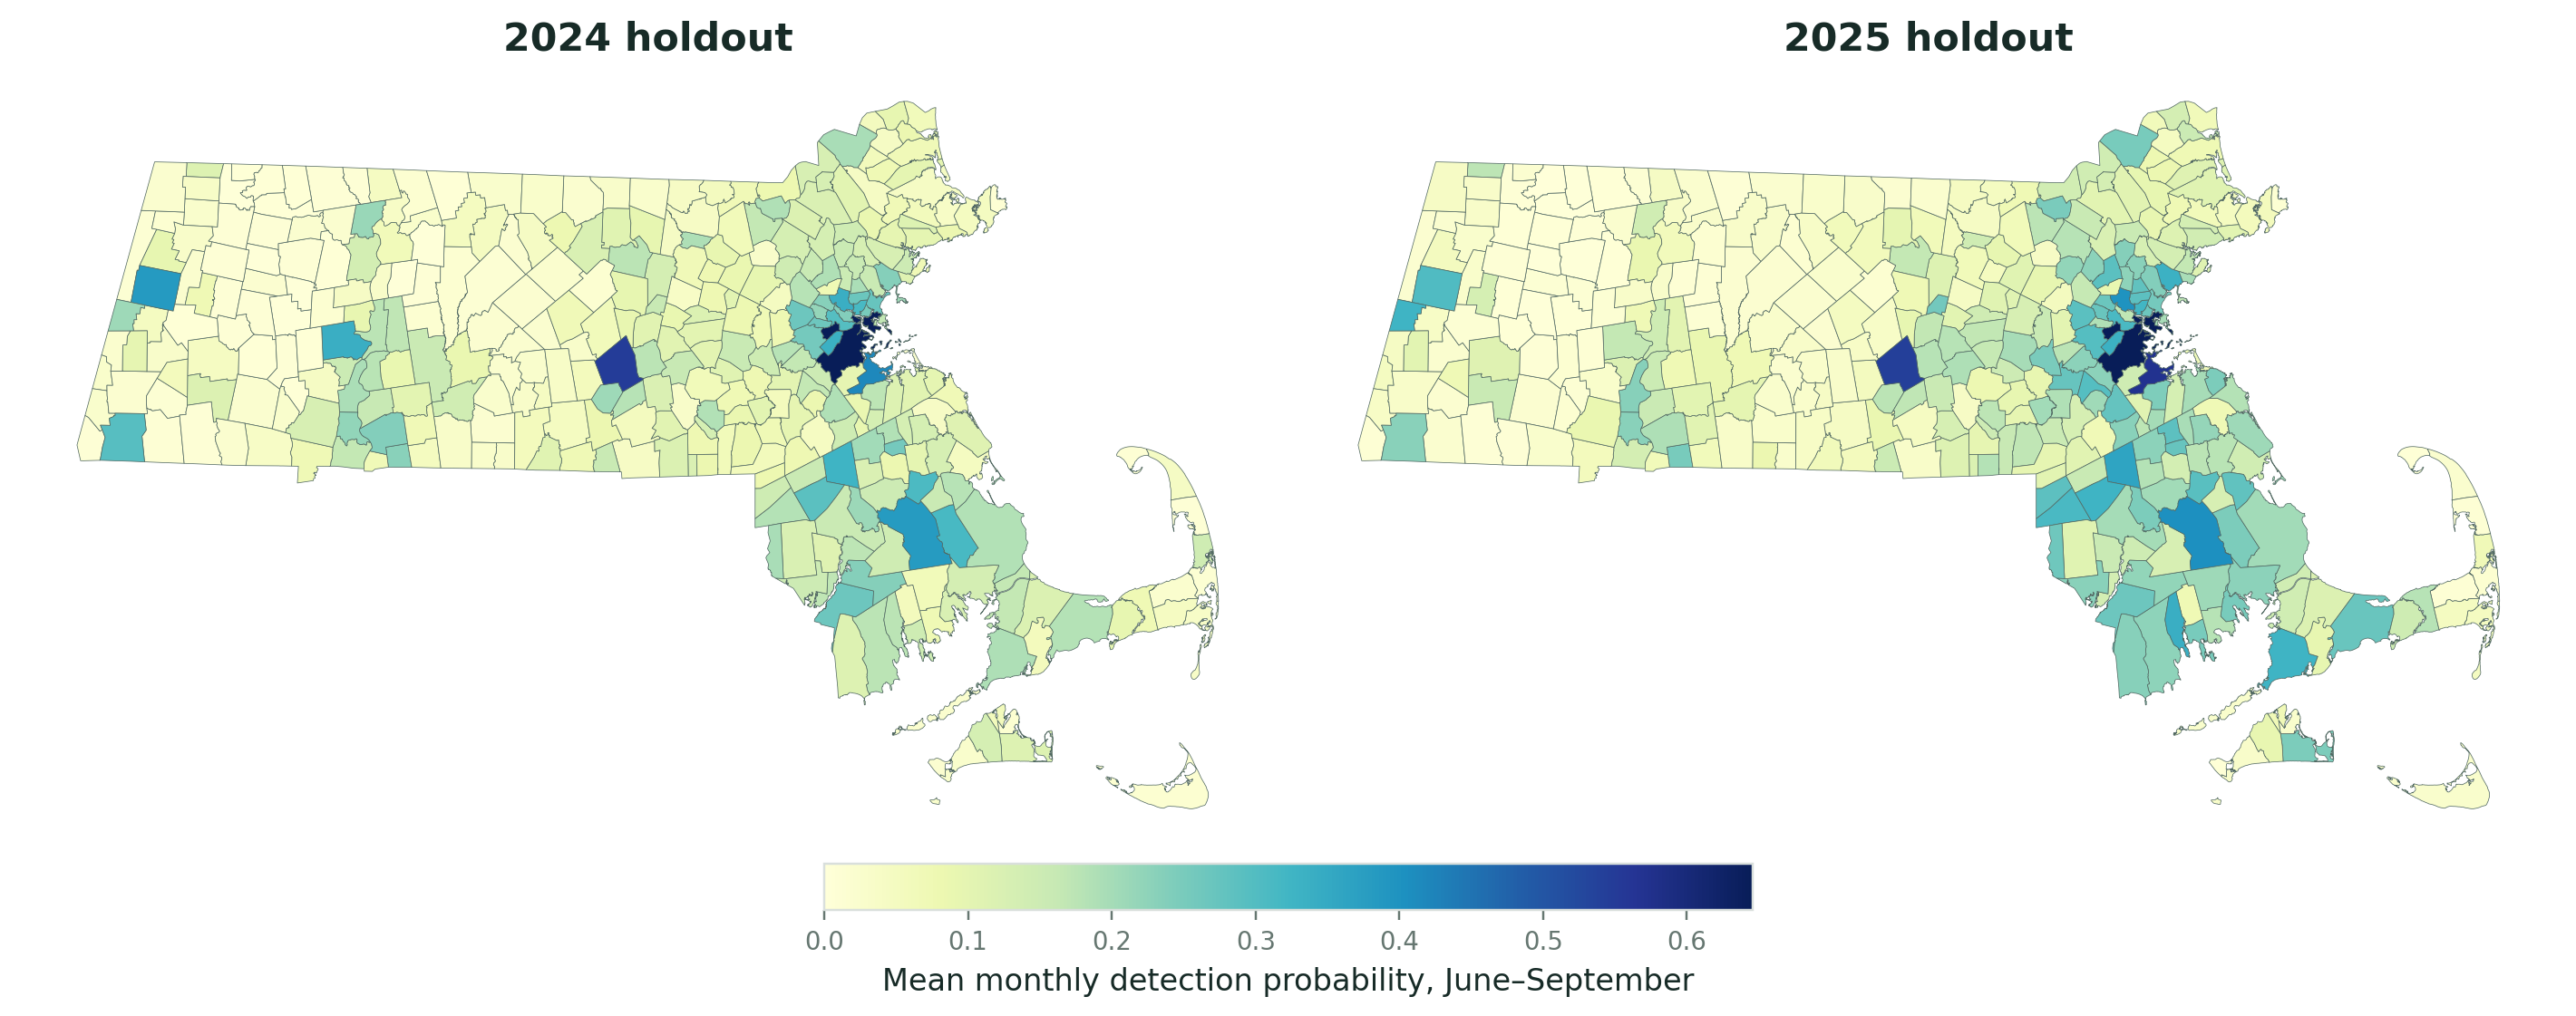 2024 holdout
2025 holdout
0.0 0.1 0.2 0.3 0.4 0.5 0.6
Mean monthly detection probability, June–September